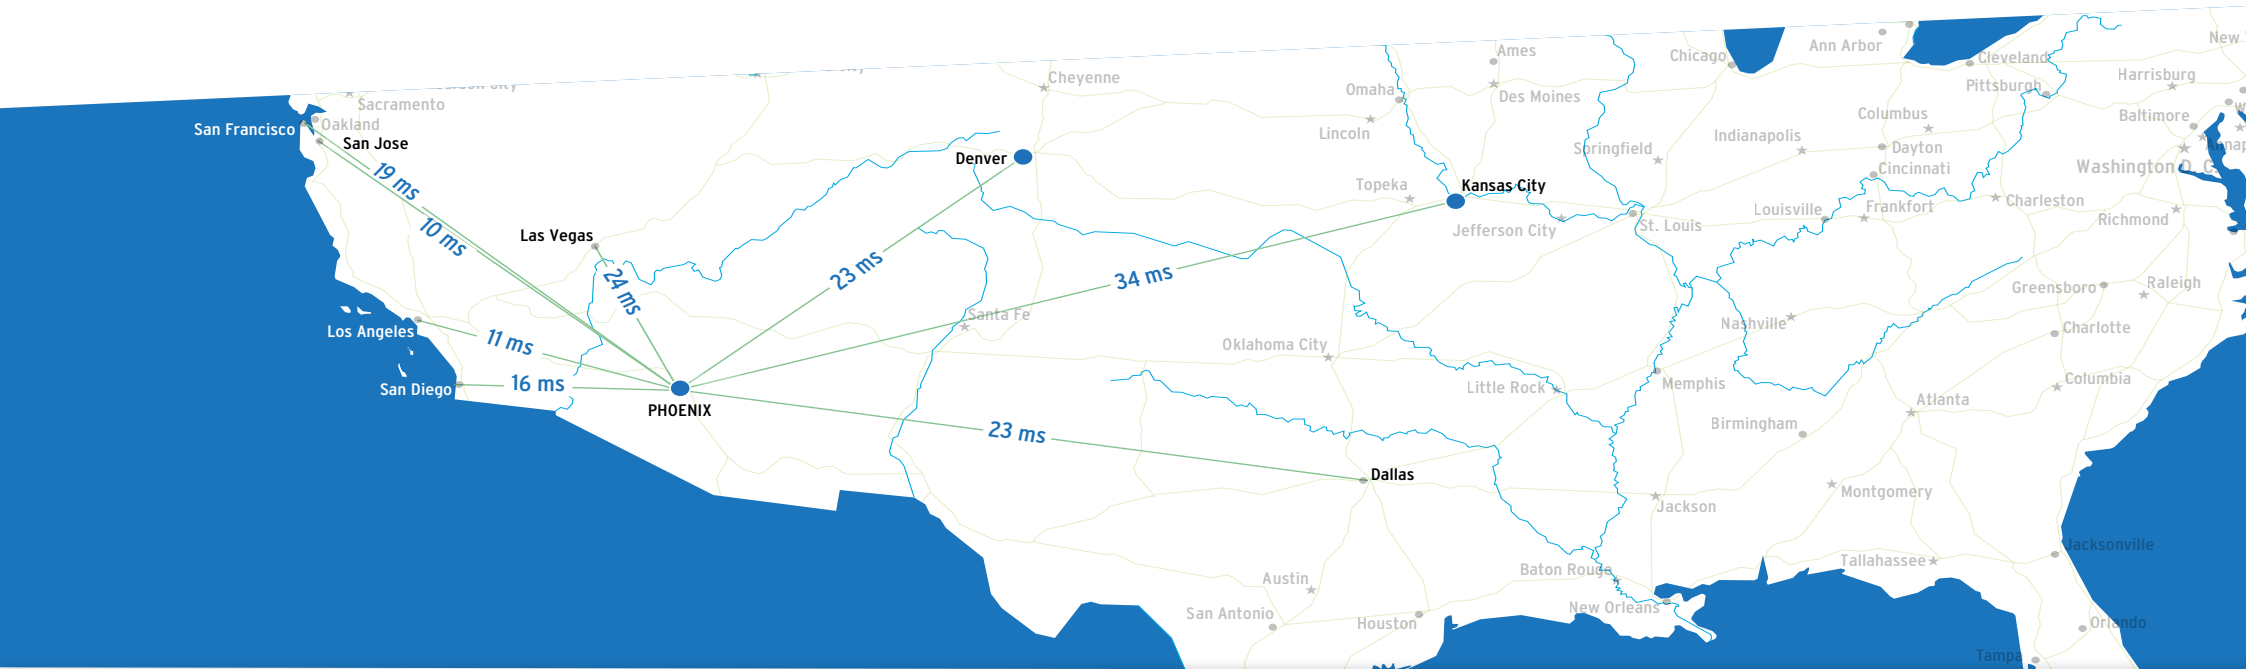 Ames
Chicago
Ann Arbor
Cleveland
New
Cheyenne
Omaha
Des Moines
Pittsburgh
Harrisburg
Sacramento
San Francisco
Oakland
San Jose
Lincoln
Columbus
Baltimore
Indianapolis
Springfield
Dayton
Denver
Cincinnati
Washington D. C.
19 ms
Topeka
Kansas City
Charleston
Louisville
Frankfort
Richmond
10 ms
Las Vegas
Jefferson City
St. Louis
24 ms
23 ms
34 ms
Greensboro
Raleigh
Santa Fe
Nashville
Charlotte
Los Angeles
11 ms
Oklahoma City
San Diego
16 ms
Little Rock
Memphis
Columbia
PHOENIX
Atlanta
Birmingham
23 ms
Dallas
Montgomery
Jackson
Jacksonville
Tallahassee
Baton Rouge
Austin
New Orleans
San Antonio
Houston
Orlando
Tampa